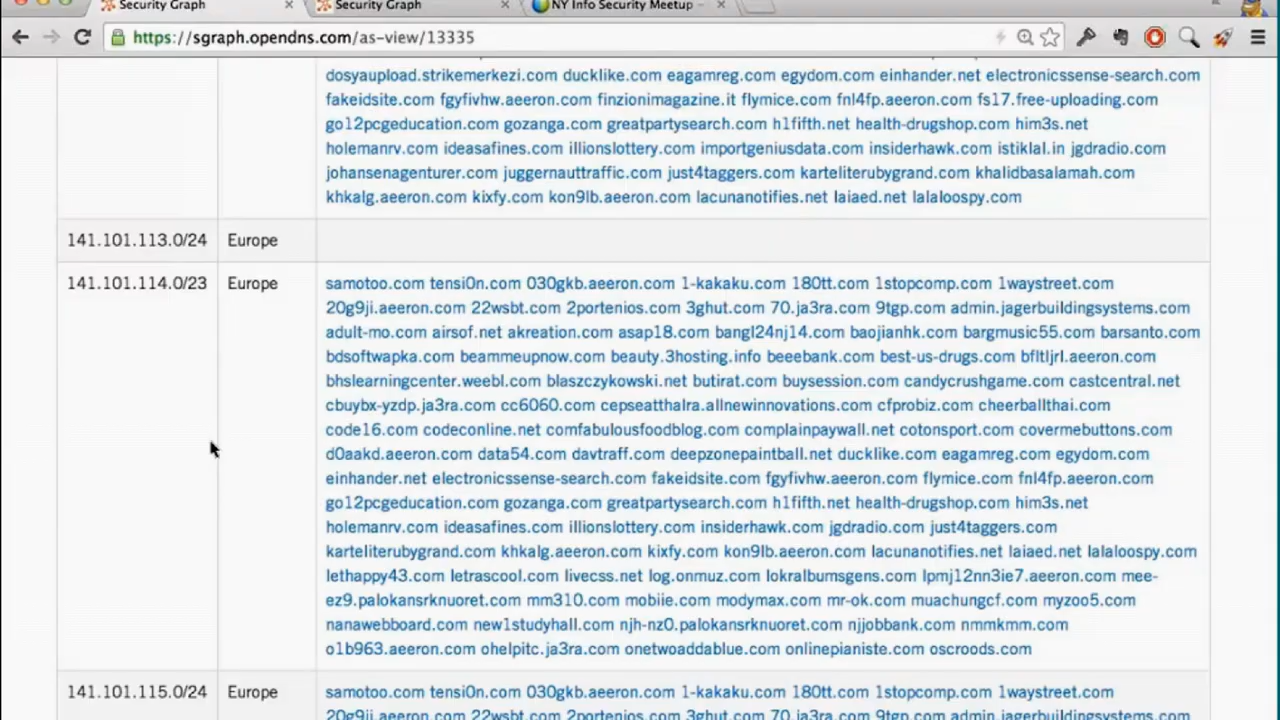 Security Graph
Security Graph
NY Info Security Meetup
https://sgraph.opendns.com/as-view/13335
dosyaupload.strikemerkezi.com ducklike.com eagamreg.com egydom.com einhander.net electronicssense-search.com
fakeidsite.com fgyfivhw.aeeron.com finzionimagazine.it flymice.com fnl4fp.aeeron.com fs17.free-uploading.com
go12pcgeducation.com gozanga.com greatpartysearch.com h1fifth.net health-drugshop.com him3s.net
holemanrv.com ideasafines.com illionslottery.com importgeniusdata.com insiderhawk.com istiklal.in jgdradio.com
johansenagenturer.com juggernauttraffic.com just4taggers.com karteliterubygrand.com khalidbasalamah.com
khkalg.aeeron.com kixfy.com kon9lb.aeeron.com lacunanotifies.net laiaed.net lalaloospy.com
141.101.113.0/24 Europe
141.101.114.0/23 Europe samotoo.com tensi0n.com 030gkb.aeeron.com 1-kakaku.com 180tt.com 1stopcomp.com 1waystreet.com
20g9ji.aeeron.com 22wsbt.com 2portenios.com 3ghut.com 70.ja3ra.com 9tgp.com admin.jagerbuildingsystems.com
adult-mo.com airsof.net akreation.com asap18.com bangl24nj14.com baojianhk.com bargmusic55.com barsanto.com
bdsoftwapka.com beammeupnow.com beauty.3hosting.info beeebank.com best-us-drugs.com bfltljrl.aeeron.com
bhslearningcenter.weebl.com blaszczykowski.net butirat.com buysession.com candycrushgame.com castcentral.net
cbuybx-yzdp.ja3ra.com cc6060.com cepseatthalra.allnewinnovations.com cfprobiz.com cheerballthai.com
code16.com codeconline.net comfabulousfoodblog.com complainpaywall.net cotonsport.com covermebuttons.com
d0aakd.aeeron.com data54.com davtraff.com deepzonepaintball.net ducklike.com eagamreg.com egydom.com
einhander.net electronicssense-search.com fakeidsite.com fgyfivhw.aeeron.com flymice.com fnl4fp.aeeron.com
go12pcgeducation.com gozanga.com greatpartysearch.com h1fifth.net health-drugshop.com him3s.net
holemanrv.com ideasafines.com illionslottery.com insiderhawk.com jgdradio.com just4taggers.com
karteliterubygrand.com khkalg.aeeron.com kixfy.com kon9lb.aeeron.com lacunanotifies.net laiaed.net lalaloospy.com
lethappy43.com letrascool.com livecss.net log.onmuz.com lokralbumsgens.com lpmj12nn3ie7.aeeron.com mee-
ez9.palokansrknuoret.com mm310.com mobiie.com modymax.com mr-ok.com muachungcf.com myzoo5.com
nanawebboard.com new1studyhall.com njh-nz0.palokansrknuoret.com njjobbank.com nmmkmm.com
o1b963.aeeron.com ohelpitc.ja3ra.com onetwoaddablue.com onlinepianiste.com oscroods.com
141.101.115.0/24 Europe samotoo.com tensi0n.com 030gkb.aeeron.com 1-kakaku.com 180tt.com 1stopcomp.com 1waystreet.com
20g9ji.aeeron.com 22wsbt.com 2portenios.com 3ghut.com 70.ja3ra.com 9tgp.com admin.jagerbuildingsystems.com